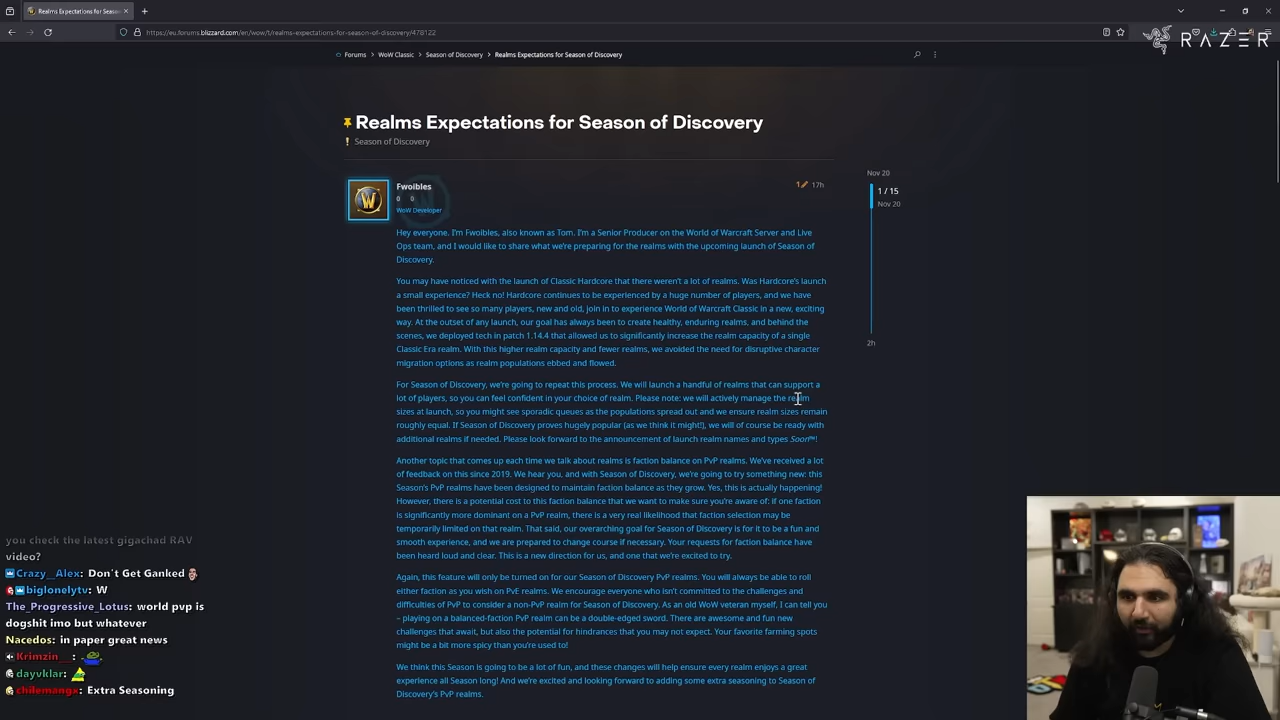 Realms Expectations for Season
https://eu.forums.blizzard.com/en/wow/t/realms-expectations-for-season-of-discovery/478122
RAZER
Forums > WoW Classic > Season of Discovery > Realms Expectations for Season of Discovery
Realms Expectations for Season of Discovery
Season of Discovery
Fwoibles
0 0
WoW Developer
1 17h
Nov 20
1 / 15
Nov 20
2h
Hey everyone. I'm Fwoibles, also known as Tom. I'm a Senior Producer on the World of Warcraft Server and Live
Ops team, and I would like to share what we're preparing for the realms with the upcoming launch of Season of
Discovery.
You may have noticed with the launch of Classic Hardcore that there weren't a lot of realms. Was Hardcore's launch
a small experience? Heck no! Hardcore continues to be experienced by a huge number of players, and we have
been thrilled to see so many players, new and old, join in to experience World of Warcraft Classic in a new, exciting
way. At the outset of any launch, our goal has always been to create healthy, enduring realms, and behind the
scenes, we deployed tech in patch 1.14.4 that allowed us to significantly increase the realm capacity of a single
Classic Era realm. With this higher realm capacity and fewer realms, we avoided the need for disruptive character
migration options as realm populations ebbed and flowed.
For Season of Discovery, we're going to repeat this process. We will launch a handful of realms that can support a
lot of players, so you can feel confident in your choice of realm. Please note: we will actively manage the realm
sizes at launch, so you might see sporadic queues as the populations spread out and we ensure realm sizes remain
roughly equal. If Season of Discovery proves hugely popular (as we think it might!), we will of course be ready with
additional realms if needed. Please look forward to the announcement of launch realm names and types Soon™!
Another topic that comes up each time we talk about realms is faction balance on PvP realms. We've received a lot
of feedback on this since 2019. We hear you, and with Season of Discovery, we're going to try something new: this
Season's PvP realms have been designed to maintain faction balance as they grow. Yes, this is actually happening!
However, there is a potential cost to this faction balance that we want to make sure you're aware of: if one faction
is significantly more dominant on a PvP realm, there is a very real likelihood that faction selection may be
temporarily limited on that realm. That said, our overarching goal for Season of Discovery is for it to be a fun and
smooth experience, and we are prepared to change course if necessary. Your requests for faction balance have
been heard loud and clear. This is a new direction for us, and one that we're excited to try.
Again, this feature will only be turned on for our Season of Discovery PvP realms. You will always be able to roll
either faction as you wish on PvE realms. We encourage everyone who isn't committed to the challenges and
difficulties of PvP to consider a non-PvP realm for Season of Discovery. As an old WoW veteran myself, I can tell you
– playing on a balanced-faction PvP realm can be a double-edged sword. There are awesome and fun new
challenges that await, but also the potential for hindrances that you may not expect. Your favorite farming spots
might be a bit more spicy than you're used to!
We think this Season is going to be a lot of fun, and these changes will help ensure every realm enjoys a great
experience all Season long! And we're excited and looking forward to adding some extra seasoning to Season of
Discovery's PvP realms.
you check the latest gigachad RAV
video?
Crazy__Alex: Don't Get Ganked
biglonelytv: W
The_Progressive_Lotus: world pvp is
dogshit imo but whatever
Nacedos: in paper great news
Krimzin__:
dayvklar:
chilemangx: Extra Seasoning